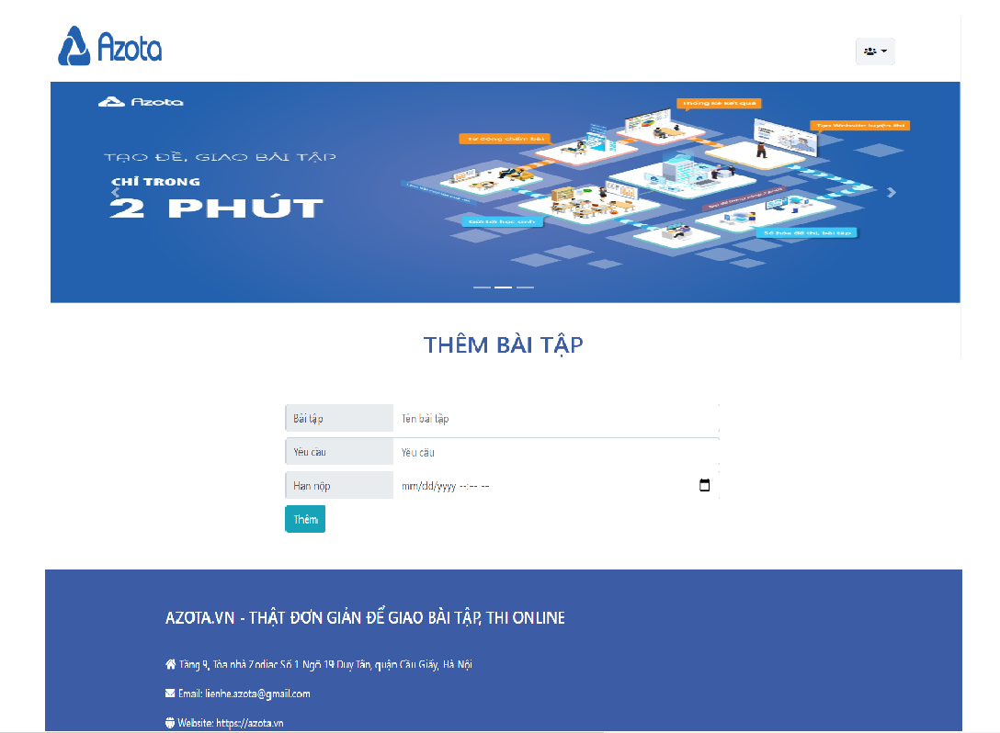 Azota
Azota
TẠO ĐỀ, GIAO BÀI TẬP
CHỈ TRONG
2 PHÚT
Thống kê kết quả
Tạo Website luyện thi
Tự động chấm bài
Gửi tới học sinh
Số hóa đề thi, bài tập
THÊM BÀI TẬP
Bài tập Tên bài tập
Yêu cầu Yêu cầu
Hạn nộp mm/dd/yyyy --:-- --
Thêm
AZOTA.VN - THẬT ĐƠN GIẢN ĐỂ GIAO BÀI TẬP, THI ONLINE
Tầng 9, Tòa nhà Zodiac Số 1 Ngõ 19 Duy Tân, quận Cầu Giấy, Hà Nội
Email: lienhe.azota@gmail.com
Website: https://azota.vn